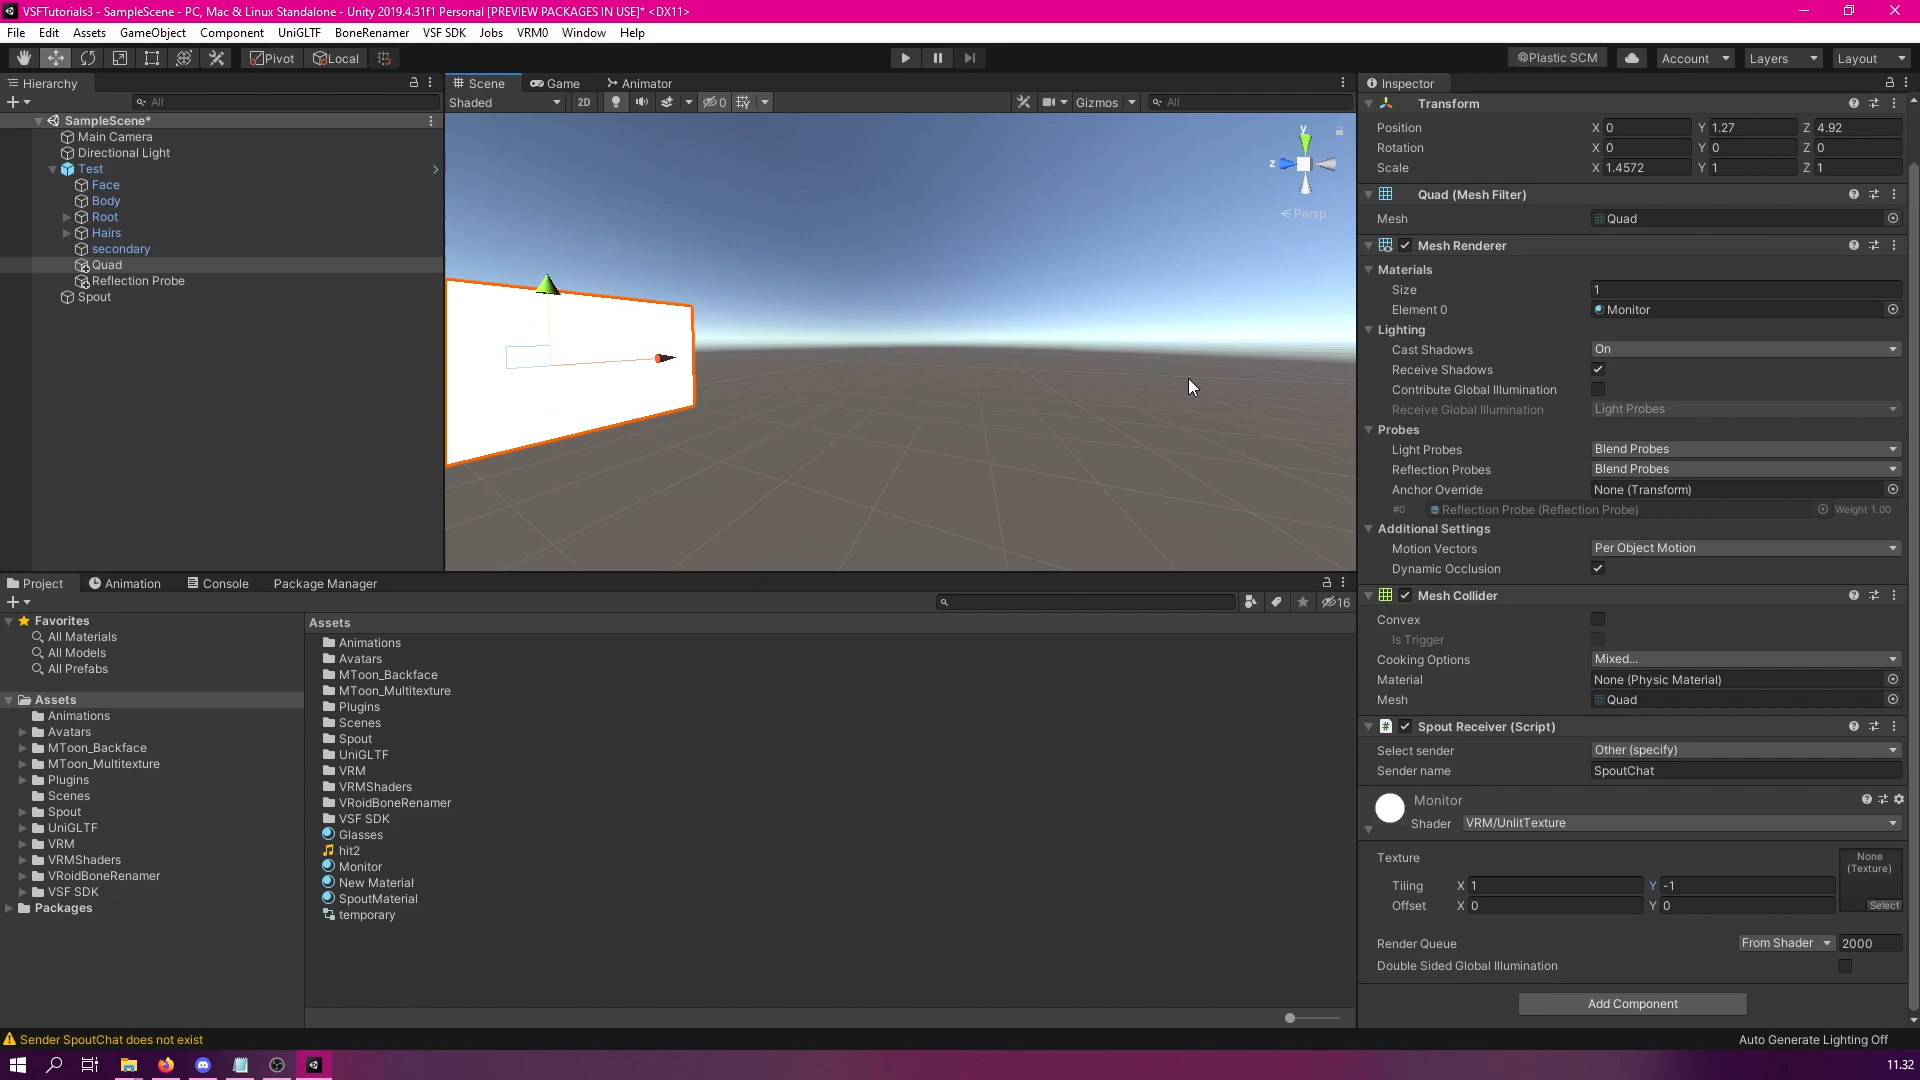 VSFTutorials3 - SampleScene - PC, Mac & Linux Standalone - Unity 2019.4.31f1 Personal [PREVIEW PACKAGES IN USE]* <DX11>
File Edit Assets GameObject Component UniGLTF BoneRenamer VSF SDK Jobs VRM0 Window Help
Pivot Local Plastic SCM Account Layers Layout
Hierarchy
All
SampleScene*
Main Camera
Directional Light
Test
Face
Body
Root
Hairs
secondary
Quad
Reflection Probe
Spout
Scene Game Animator
Shaded 2D 0 Gizmos All
y
z
Persp
Inspector
Transform
Position X 0 Y 1.27 Z 4.92
Rotation X 0 Y 0 Z 0
Scale X 1.4572 Y 1 Z 1
Quad (Mesh Filter)
Mesh Quad
Mesh Renderer
Materials
Size 1
Element 0 Monitor
Lighting
Cast Shadows On
Receive Shadows
Contribute Global Illumination
Receive Global Illumination Light Probes
Probes
Light Probes Blend Probes
Reflection Probes Blend Probes
Anchor Override None (Transform)
#0 Reflection Probe (Reflection Probe) Weight 1.00
Additional Settings
Motion Vectors Per Object Motion
Dynamic Occlusion
Mesh Collider
Convex
Is Trigger
Cooking Options Mixed...
Material None (Physic Material)
Mesh Quad
Spout Receiver (Script)
Select sender Other (specify)
Sender name SpoutChat
Monitor
Shader VRM/UnlitTexture
Texture None (Texture)
Tiling X 1 Y -1
Offset X 0 Y 0 Select
Render Queue From Shader 2000
Double Sided Global Illumination
Add Component
Project Animation Console Package Manager
16
Favorites
All Materials
All Models
All Prefabs
Assets
Animations
Avatars
MToon_Backface
MToon_Multitexture
Plugins
Scenes
Spout
UniGLTF
VRM
VRMShaders
VRoidBoneRenamer
VSF SDK
Packages
Assets
Animations
Avatars
MToon_Backface
MToon_Multitexture
Plugins
Scenes
Spout
UniGLTF
VRM
VRMShaders
VRoidBoneRenamer
VSF SDK
Glasses
hit2
Monitor
New Material
SpoutMaterial
temporary
Sender SpoutChat does not exist
Auto Generate Lighting Off
11.32